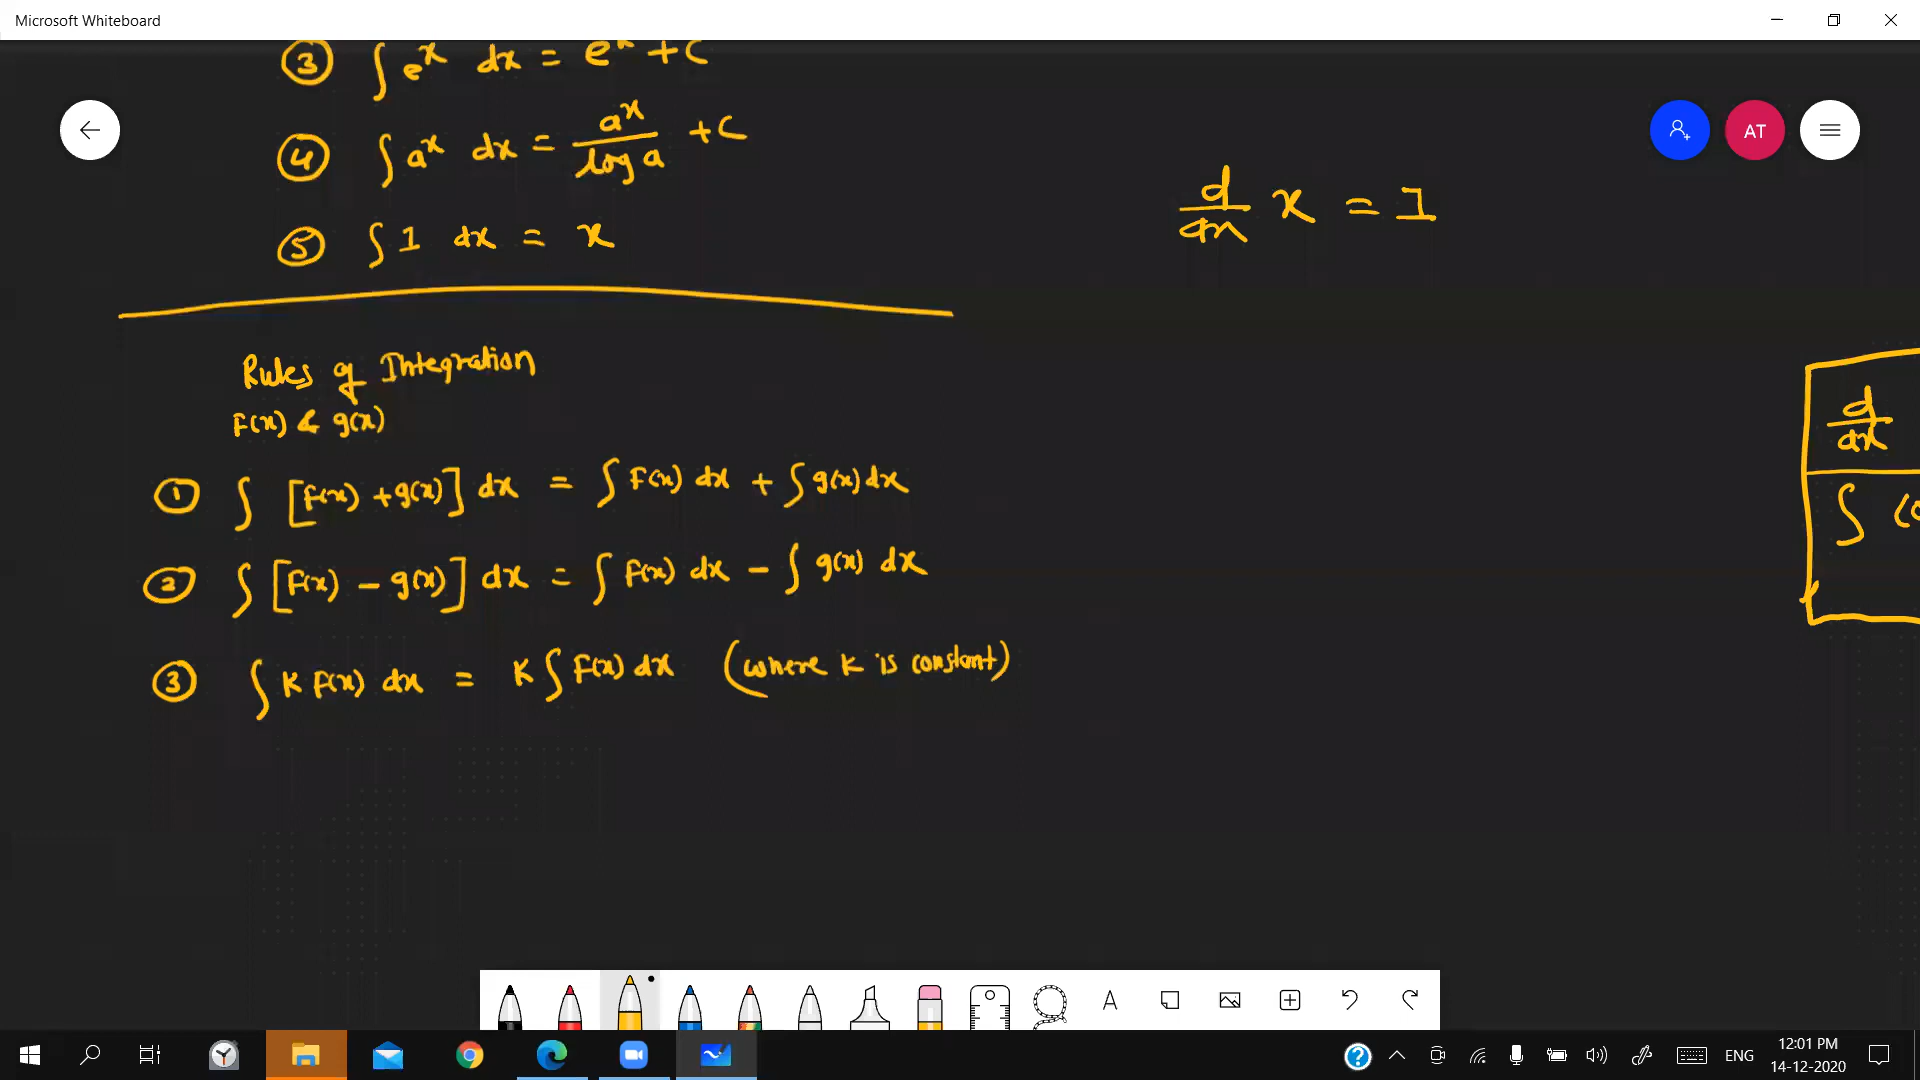 Microsoft Whiteboard
③ ∫ eˣ dx = eˣ + c
④ ∫ aˣ dx = aˣ / log a + c
⑤ ∫ 1 dx = x
AT
d/dx x = 1
Rules of Integration
F(x) & g(x)
① ∫ [F(x) + g(x)] dx = ∫ F(x) dx + ∫ g(x) dx
② ∫ [F(x) − g(x)] dx = ∫ F(x) dx − ∫ g(x) dx
③ ∫ K F(x) dx = K ∫ F(x) dx (where K is constant)
d/dx
∫
A
ENG
12:01 PM
14-12-2020